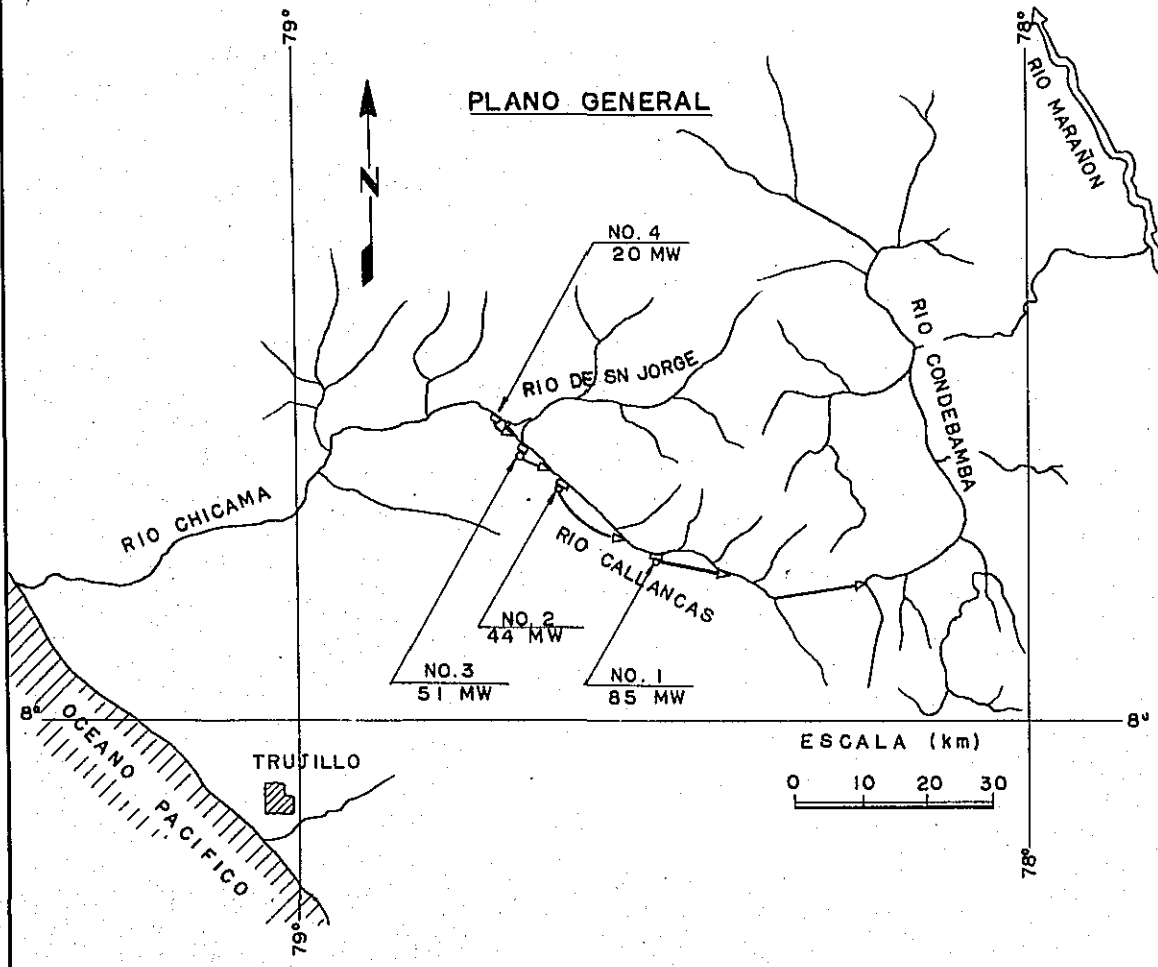 79°
78°
PLANO GENERAL
RIO MARAÑON
N
NO. 4
20 MW
RIO DE SN JORGE
RIO CONDEBAMBA
RIO CHICAMA
RIO CALLANCAS
NO. 2
44 MW
NO. 3
51 MW
NO. 1
85 MW
8°
8°
OCEANO PACIFICO
TRUJILLO
ESCALA (km)
0 10 20 30
79°
78°